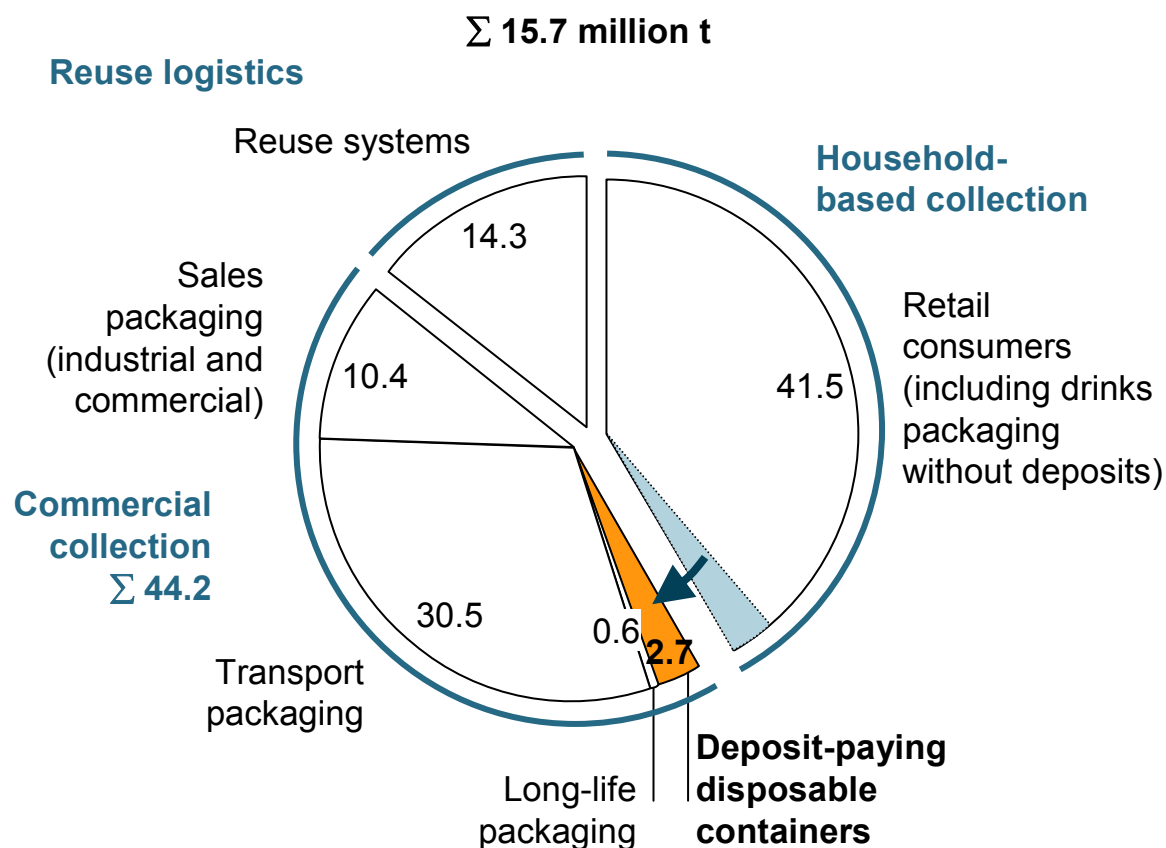 ∑ 15.7 million t
Reuse logistics
Reuse systems
Household-
based collection
14.3
Sales
packaging
(industrial and
commercial)
10.4
41.5
Retail
consumers
(including drinks
packaging
without deposits)
Commercial
collection
∑ 44.2
30.5
0.6
2.7
Transport
packaging
Long-life
packaging
Deposit-paying
disposable
containers